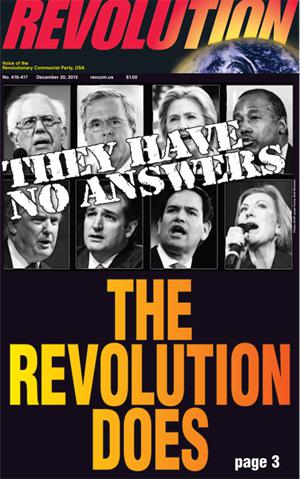 REVOLUTION
Voice of the
Revolutionary Communist Party, USA
No. 416-417 December 20, 2015 revcom.us $1.00
THEY HAVE
NO ANSWERS
THE
REVOLUTION
DOES
page 3